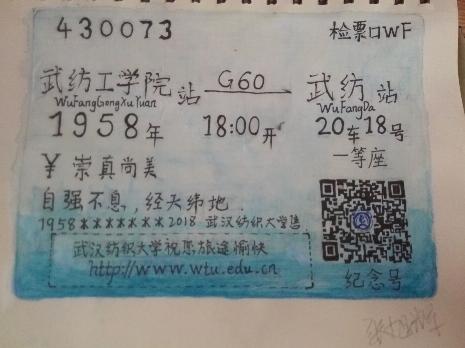 430073 检票口WF
武纺工学院 站 G60 武纺 站
WuFangGongXuYuan WuFangDa
1958年 18:00开 20车18号
¥ 崇真尚美 一等座
自强不息,经天纬地.
1958********2018 武汉纺织大学售
武汉纺织大学祝愿旅途愉快
http://www.wtu.edu.cn
纪念号